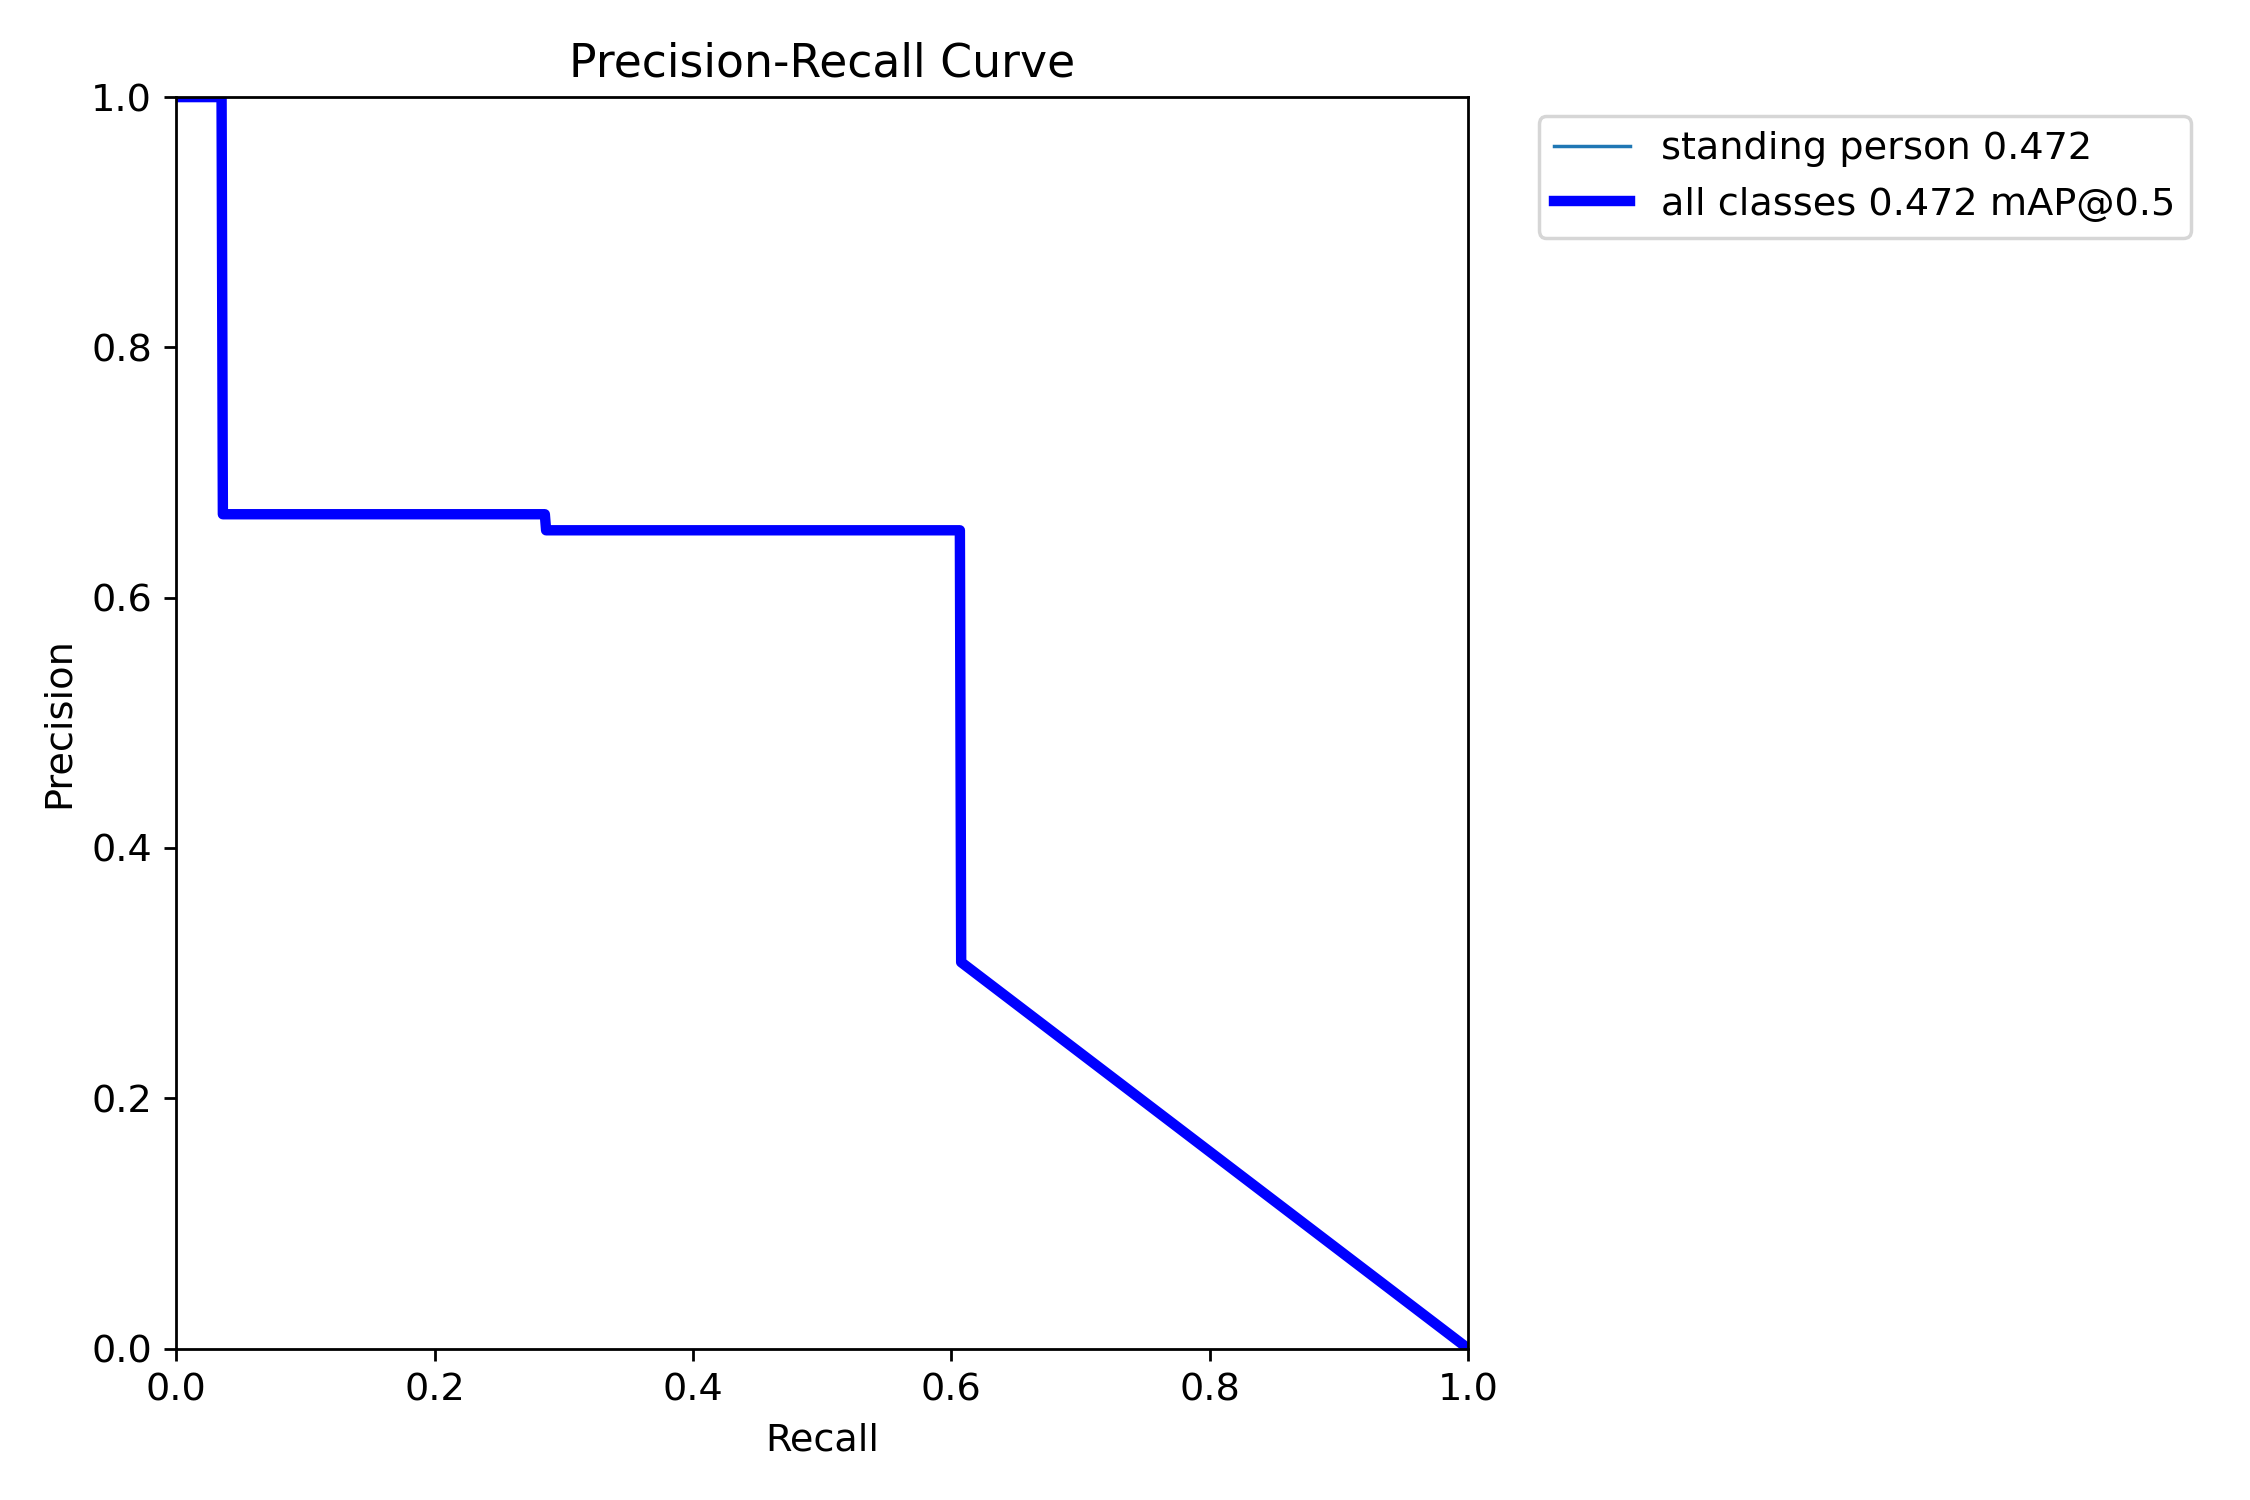 Precision-Recall Curve
1.0
0.8
0.6
0.4
0.2
0.0
Precision
0.0 0.2 0.4 0.6 0.8 1.0
Recall
standing person 0.472
all classes 0.472 mAP@0.5